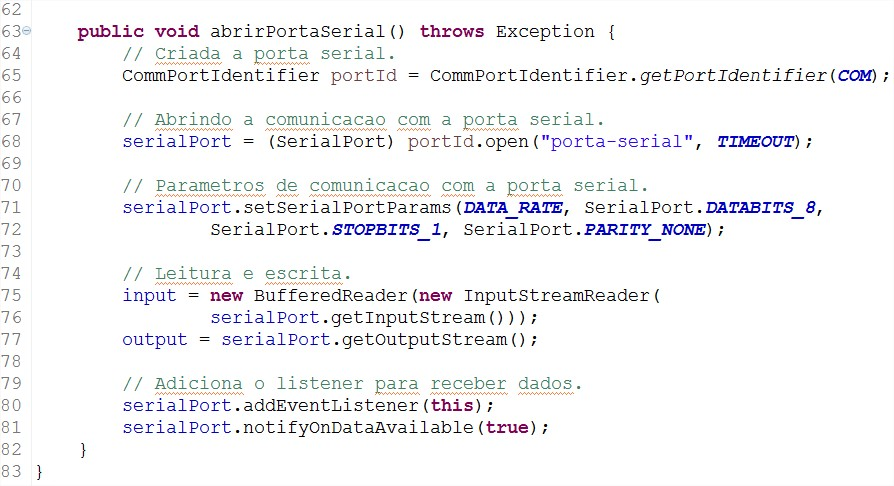 62
63 public void abrirPortaSerial() throws Exception {
64 // Criada a porta serial.
65 CommPortIdentifier portId = CommPortIdentifier.getPortIdentifier(COM);
66
67 // Abrindo a comunicacao com a porta serial.
68 serialPort = (SerialPort) portId.open("porta-serial", TIMEOUT);
69
70 // Parametros de comunicacao com a porta serial.
71 serialPort.setSerialPortParams(DATA_RATE, SerialPort.DATABITS_8,
72 SerialPort.STOPBITS_1, SerialPort.PARITY_NONE);
73
74 // Leitura e escrita.
75 input = new BufferedReader(new InputStreamReader(
76 serialPort.getInputStream()));
77 output = serialPort.getOutputStream();
78
79 // Adiciona o listener para receber dados.
80 serialPort.addEventListener(this);
81 serialPort.notifyOnDataAvailable(true);
82 }
83 }